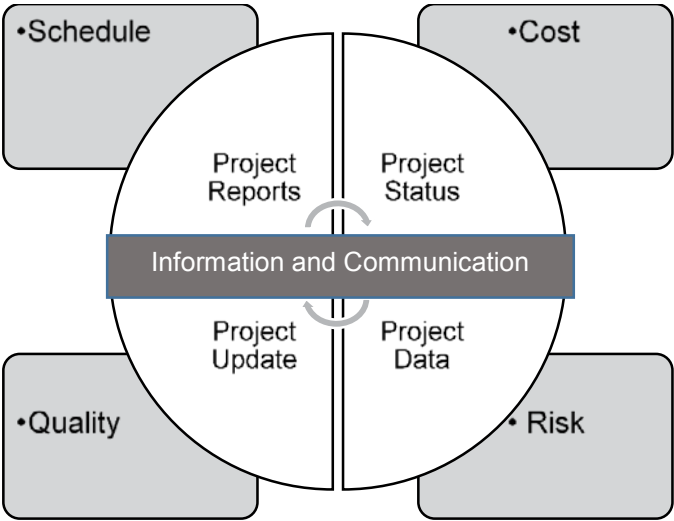 •Schedule
•Cost
Project
Reports
Project
Status
Information and Communication
Project
Update
Project
Data
•Quality
• Risk